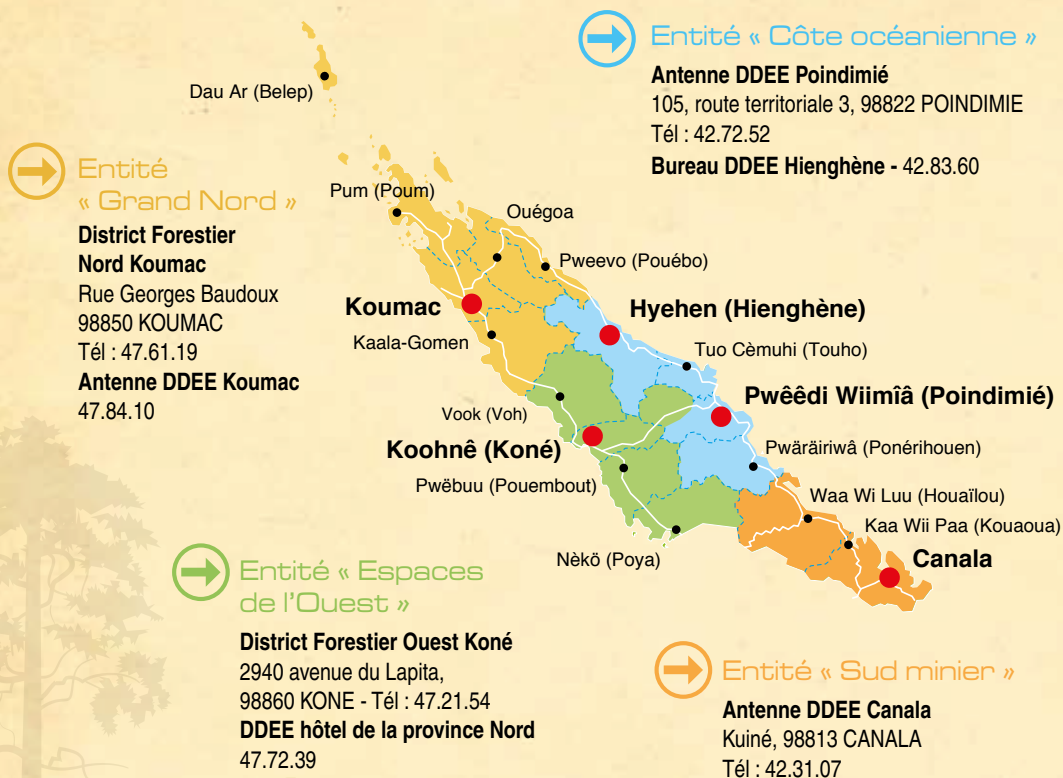 Entité « Côte océanienne »
Antenne DDEE Poindimié
105, route territoriale 3, 98822 POINDIMIE
Tél : 42.72.52
Bureau DDEE Hienghène - 42.83.60
Entité
« Grand Nord »
District Forestier
Nord Koumac
Rue Georges Baudoux
98850 KOUMAC
Tél : 47.61.19
Antenne DDEE Koumac
47.84.10
Dau Ar (Belep)
Pum (Poum)
Ouégoa
Pweevo (Pouébo)
Koumac
Hyehen (Hienghène)
Kaala-Gomen
Tuo Cèmuhi (Touho)
Pwêêdi Wiimîâ (Poindimié)
Vook (Voh)
Koohnê (Koné)
Pwäräiriwâ (Ponérihouen)
Pwëbuu (Pouembout)
Waa Wi Luu (Houaïlou)
Kaa Wii Paa (Kouaoua)
Nèkö (Poya)
Canala
Entité « Espaces
de l'Ouest »
District Forestier Ouest Koné
2940 avenue du Lapita,
98860 KONE - Tél : 47.21.54
DDEE hôtel de la province Nord
47.72.39
Entité « Sud minier »
Antenne DDEE Canala
Kuiné, 98813 CANALA
Tél : 42.31.07